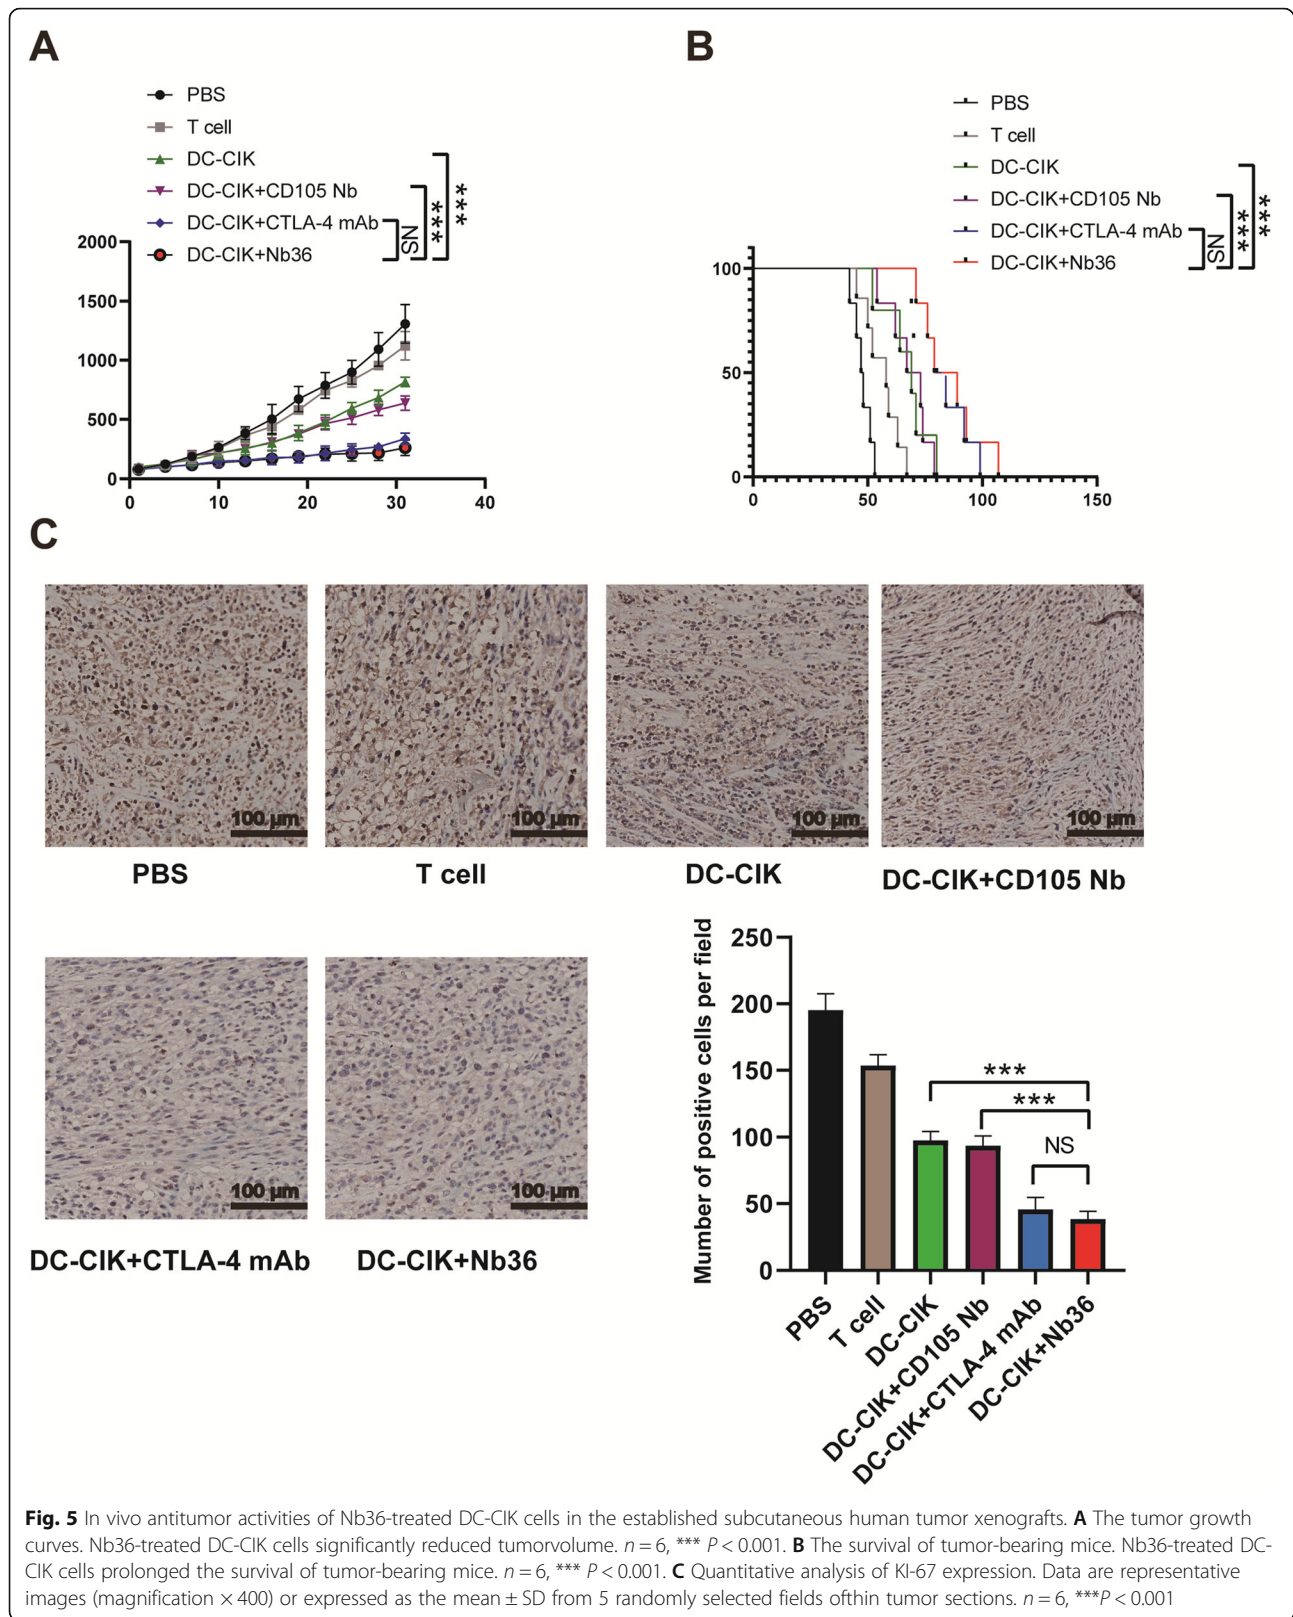 A
PBS
T cell
DC-CIK
DC-CIK+CD105 Nb
DC-CIK+CTLA-4 mAb
DC-CIK+Nb36
NS
***
***
2000
1500
1000
500
0
0
10
20
30
40
B
PBS
T cell
DC-CIK
DC-CIK+CD105 Nb
DC-CIK+CTLA-4 mAb
DC-CIK+Nb36
NS
***
***
100
50
0
0
50
100
150
C
100 µm
100 µm
100 µm
100 µm
PBS
T cell
DC-CIK
DC-CIK+CD105 Nb
100 µm
100 µm
DC-CIK+CTLA-4 mAb
DC-CIK+Nb36
Mumber of positive cells per field
250
200
150
100
50
0
***
***
NS
PBS
T cell
DC-CIK
DC-CIK+CD105 Nb
DC-CIK+CTLA-4 mAb
DC-CIK+Nb36
Fig. 5 In vivo antitumor activities of Nb36-treated DC-CIK cells in the established subcutaneous human tumor xenografts. A The tumor growth
curves. Nb36-treated DC-CIK cells significantly reduced tumorvolume. n = 6, *** P < 0.001. B The survival of tumor-bearing mice. Nb36-treated DC-
CIK cells prolonged the survival of tumor-bearing mice. n = 6, *** P < 0.001. C Quantitative analysis of KI-67 expression. Data are representative
images (magnification × 400) or expressed as the mean ± SD from 5 randomly selected fields ofthin tumor sections. n = 6, ***P < 0.001